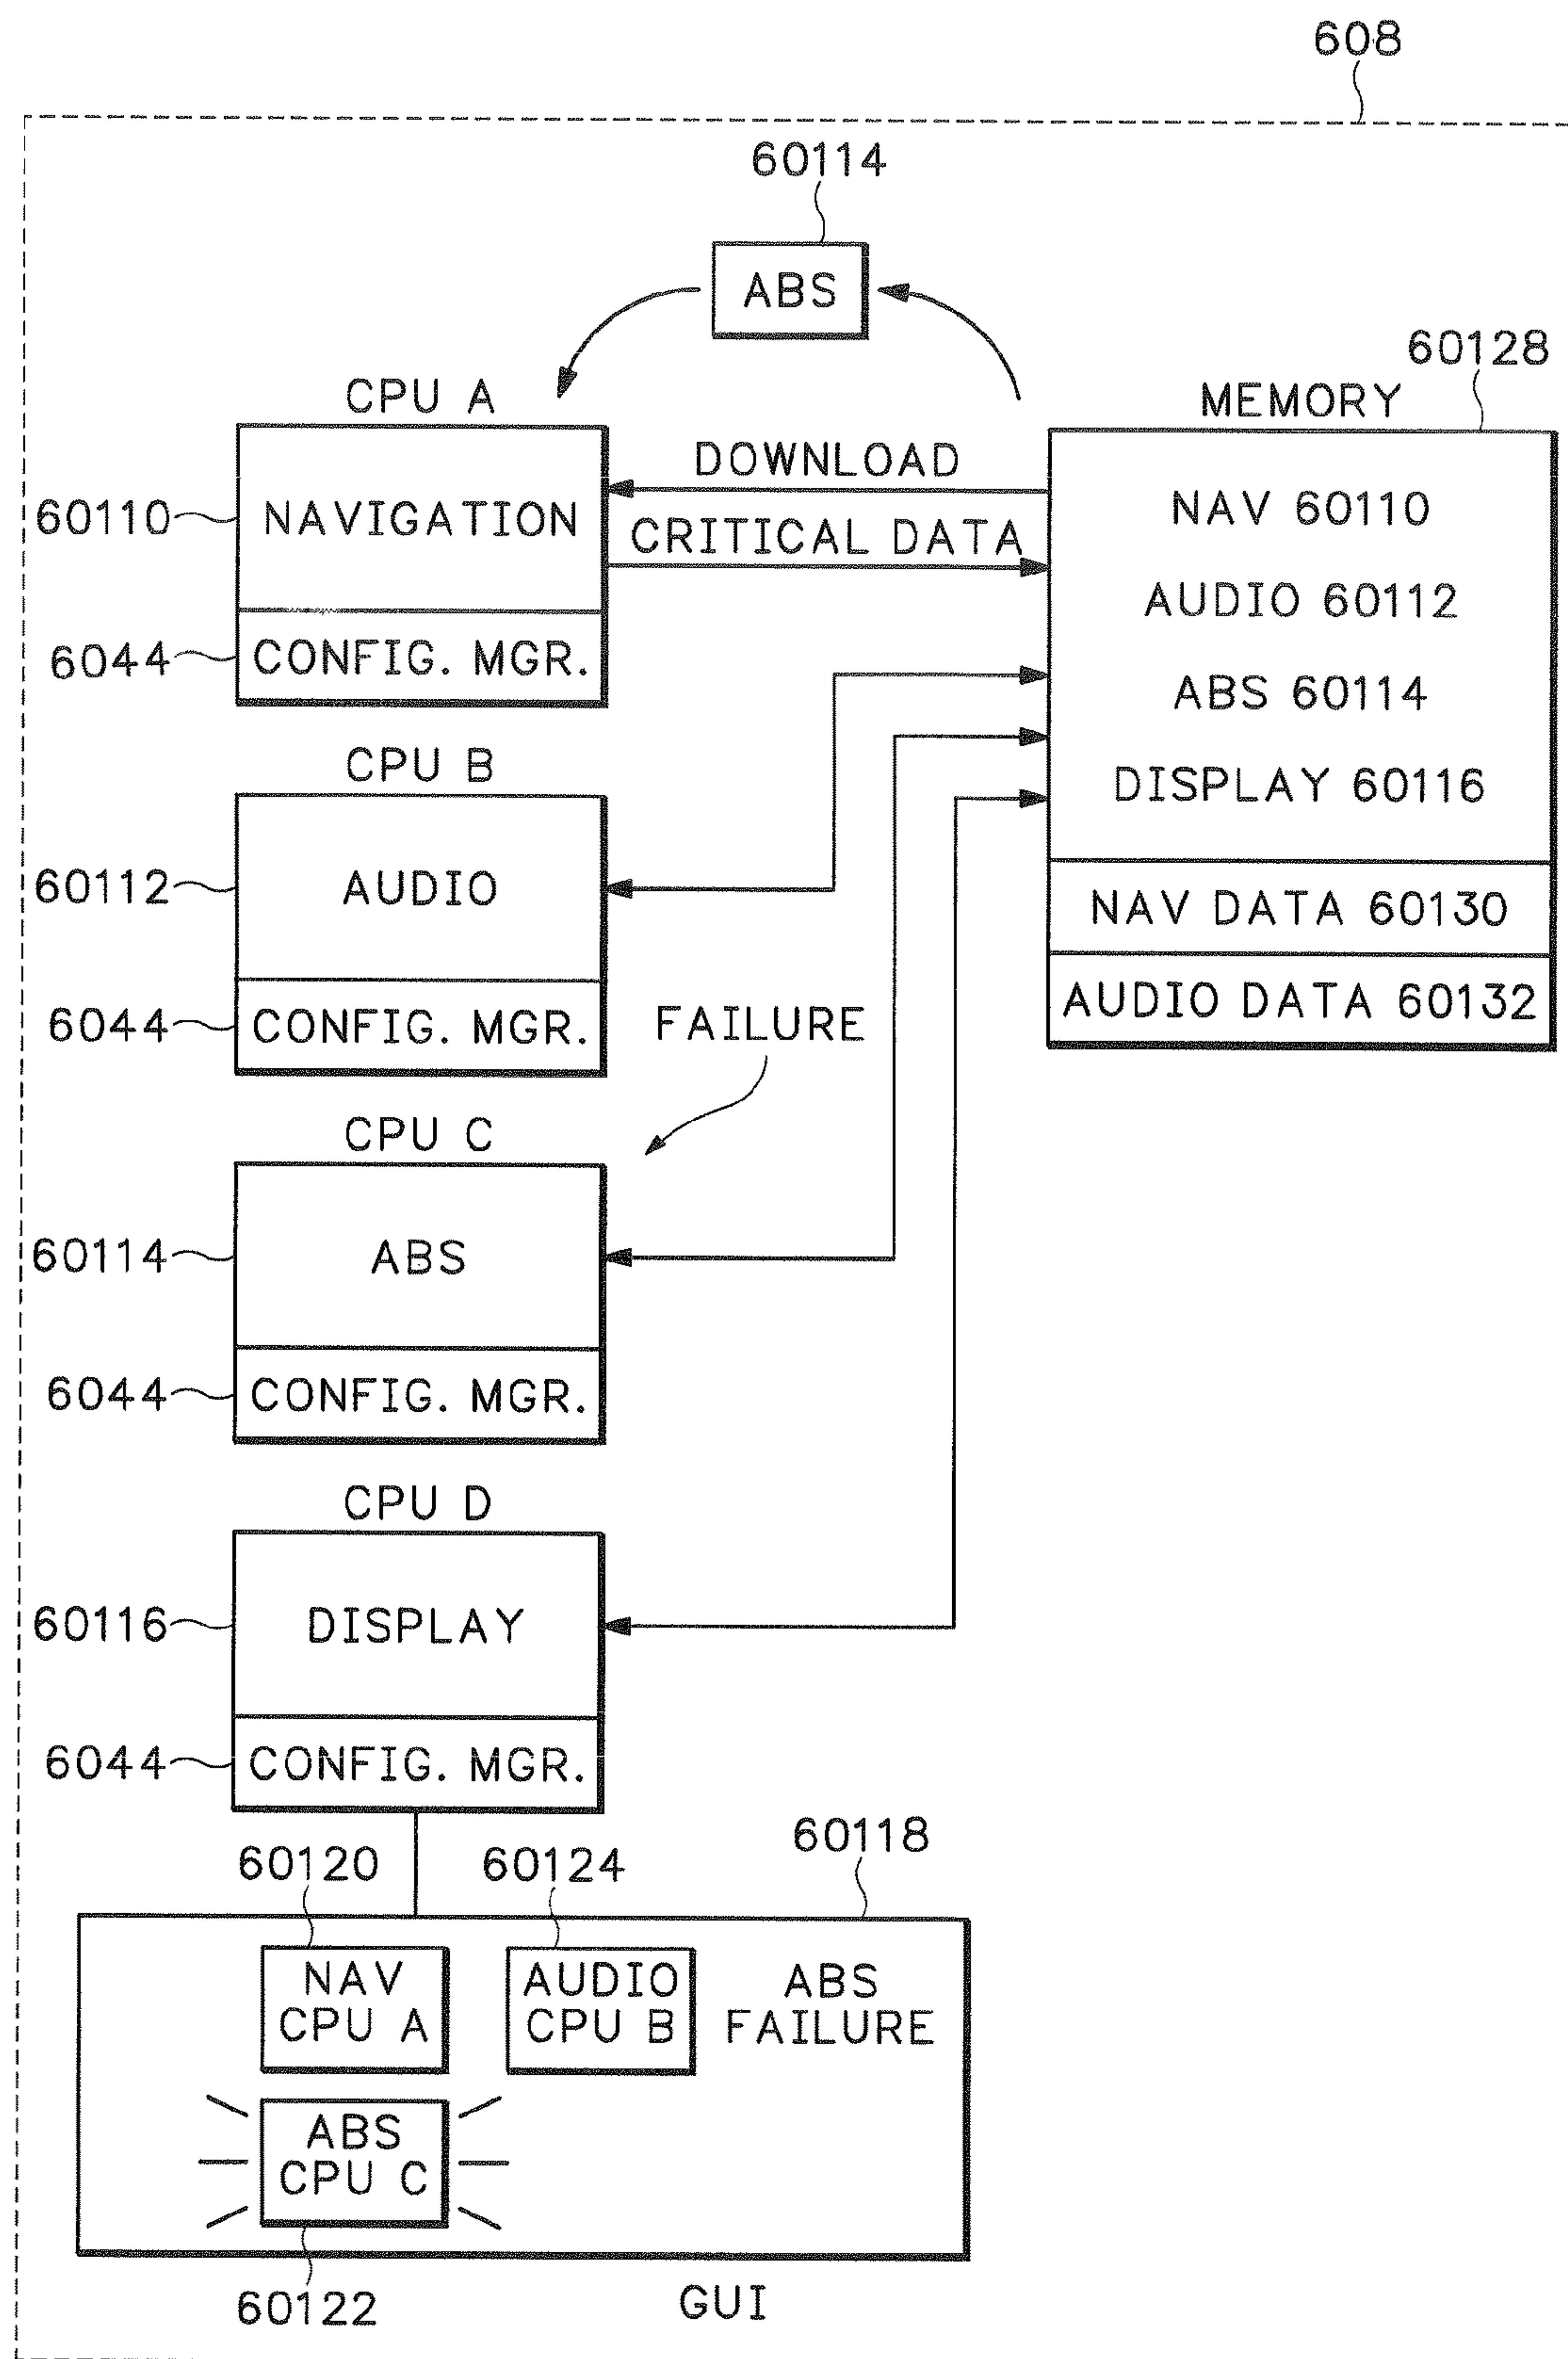 608
60114
ABS
60128
CPU A
MEMORY
DOWNLOAD
60110
NAVIGATION
NAV 60110
CRITICAL DATA
AUDIO 60112
6044
CONFIG. MGR.
ABS 60114
CPU B
DISPLAY 60116
60112
AUDIO
NAV DATA 60130
AUDIO DATA 60132
6044
CONFIG. MGR.
FAILURE
CPU C
60114
ABS
6044
CONFIG. MGR.
CPU D
60116
DISPLAY
6044
CONFIG. MGR.
60120
60124
60118
NAV
CPU A
AUDIO
CPU B
ABS
FAILURE
ABS
CPU C
60122
GUI